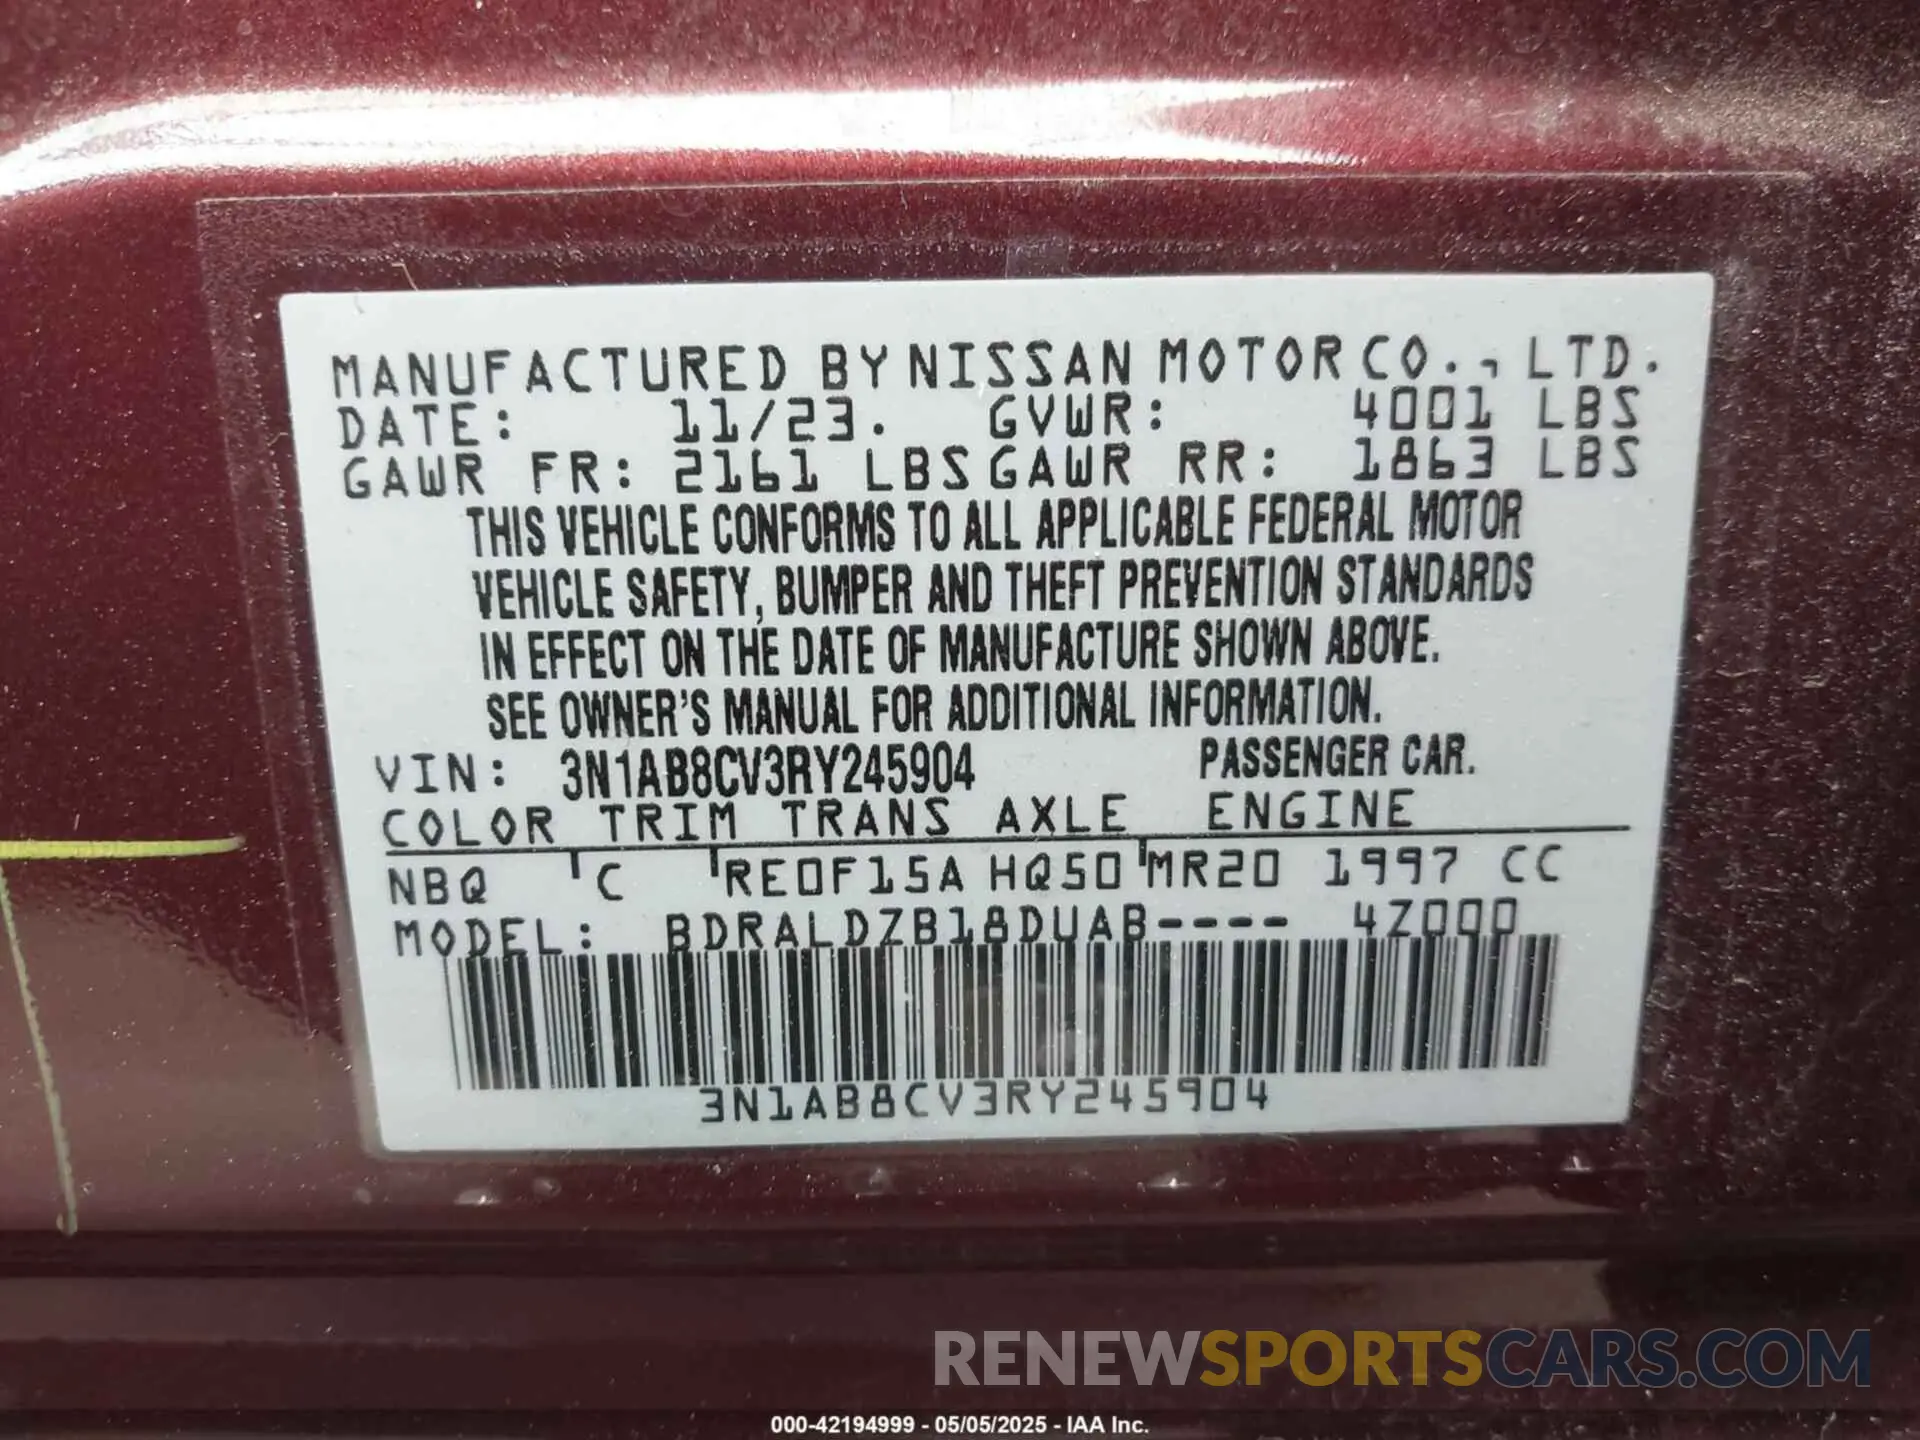 MANUFACTURED BY NISSAN MOTOR CO., LTD.
DATE: 11/23. GVWR: 4001 LBS
GAWR FR: 2161 LBS GAWR RR: 1863 LBS
THIS VEHICLE CONFORMS TO ALL APPLICABLE FEDERAL MOTOR
VEHICLE SAFETY, BUMPER AND THEFT PREVENTION STANDARDS
IN EFFECT ON THE DATE OF MANUFACTURE SHOWN ABOVE.
SEE OWNER'S MANUAL FOR ADDITIONAL INFORMATION.
VIN: 3N1AB8CV3RY245904 PASSENGER CAR.
COLOR TRIM TRANS AXLE ENGINE
NBQ C RE0F15A HQ50 MR20 1997 CC
MODEL: BDRALDZB18DUAB---- 4Z000
3N1AB8CV3RY245904
RENEWSPORTSCARS.COM
000-42194999 - 05/05/2025 - IAA Inc.